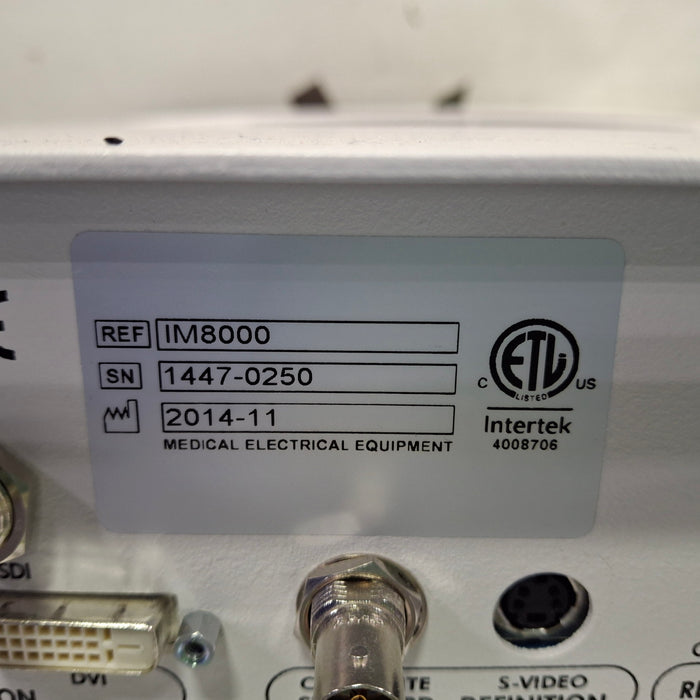 REF IM8000
SN 1447-0250
2014-11
MEDICAL ELECTRICAL EQUIPMENT
ETL
C US
LISTED
Intertek
4008706
SDI
DVI
S-VIDEO